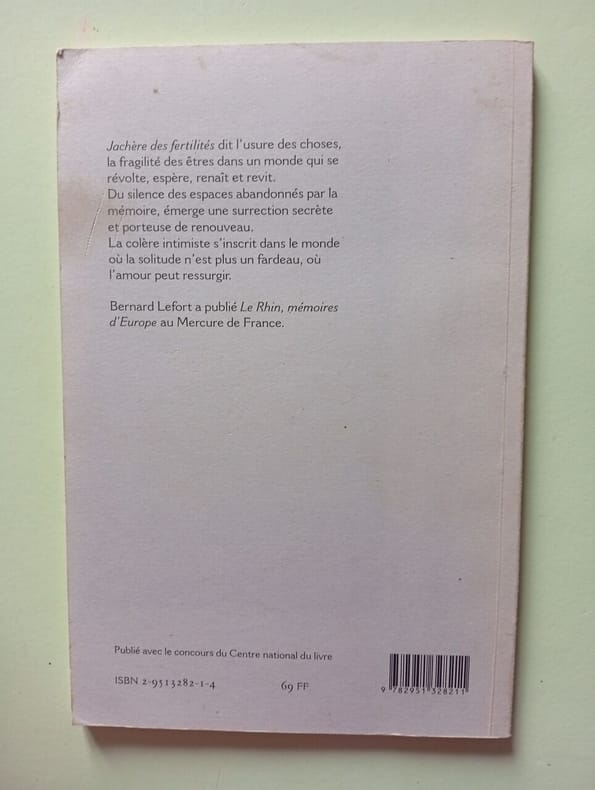 Jachère des fertilités dit l'usure des choses,
la fragilité des êtres dans un monde qui se
révolte, espère, renaît et revit.
Du silence des espaces abandonnés par la
mémoire, émerge une surrection secrète
et porteuse de renouveau.
La colère intimiste s'inscrit dans le monde
où la solitude n'est plus un fardeau, où
l'amour peut ressurgir.
Bernard Lefort a publié Le Rhin, mémoires
d'Europe au Mercure de France.
Publié avec le concours du Centre national du livre
ISBN 2-9513282-1-4
69 FF
9 782951 328211